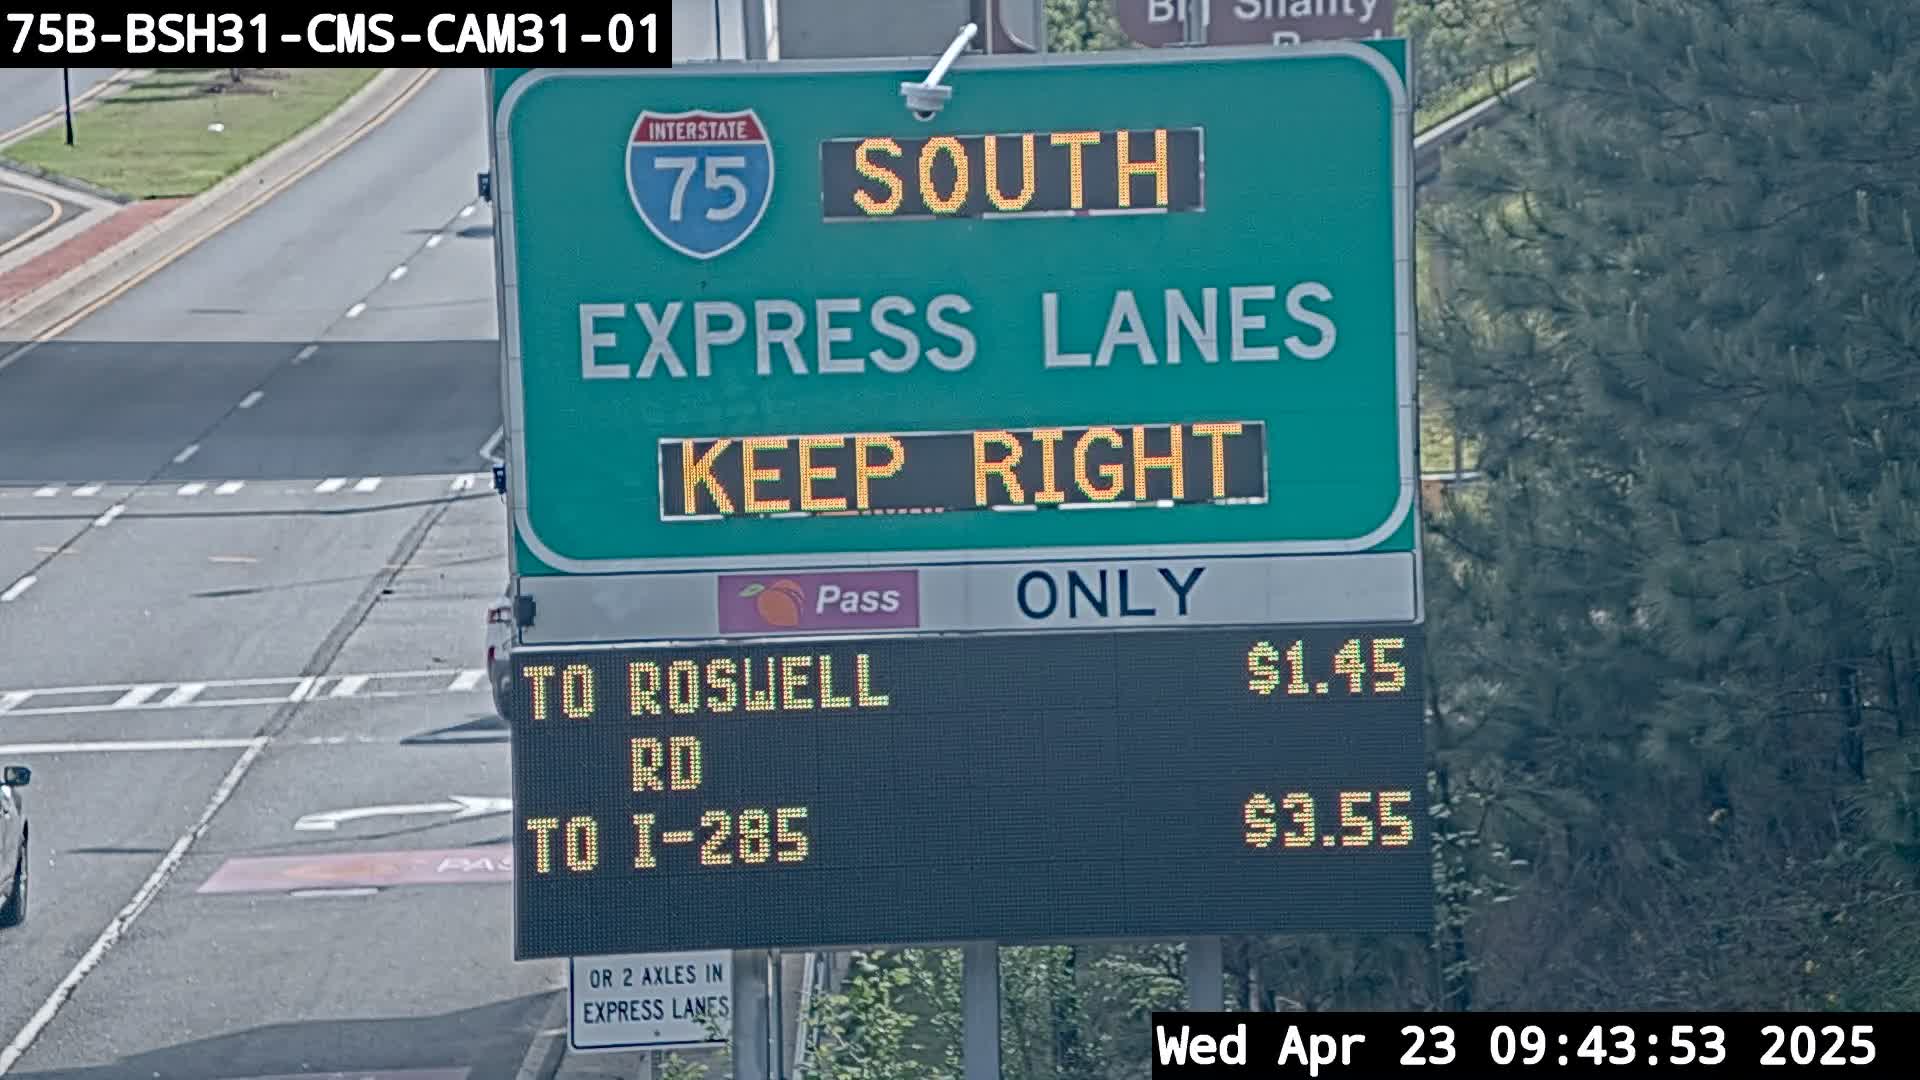 75B-BSH31-CMS-CAM31-01
Shanty
INTERSTATE
75
SOUTH
EXPRESS LANES
KEEP RIGHT
Pass ONLY
TO ROSWELL $1.45
RD
TO I-285 $3.55
OR 2 AXLES IN
EXPRESS LANES
Wed Apr 23 09:43:53 2025